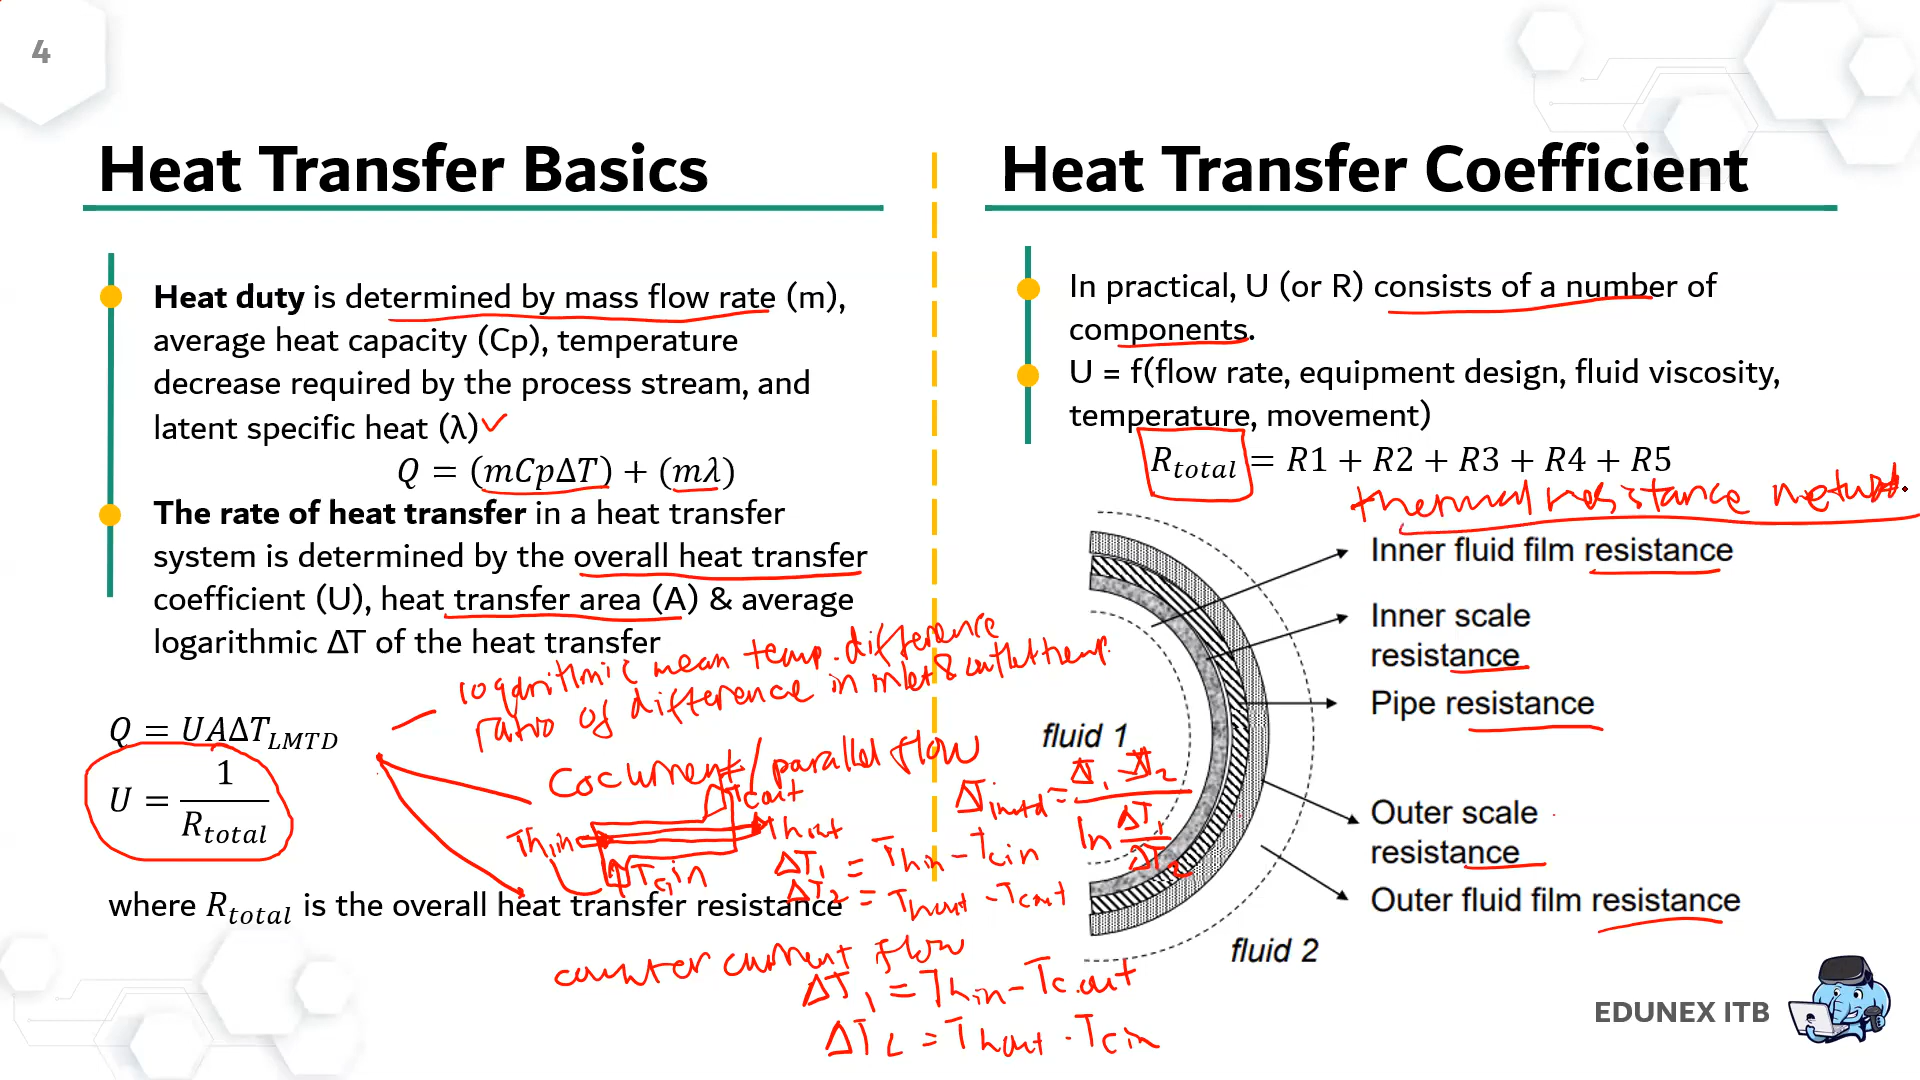 4
Heat Transfer Basics
Heat duty is determined by mass flow rate (m),
average heat capacity (Cp), temperature
decrease required by the process stream, and
latent specific heat (λ)
Q = (mCpΔT) + (mλ)
The rate of heat transfer in a heat transfer
system is determined by the overall heat transfer
coefficient (U), heat transfer area (A) & average
logarithmic ΔT of the heat transfer
logarithmic mean temp. difference
ratio of difference in inlet & outlet temp.
Q = UAΔT_LMTD
U = 1/R_total
Cocurrent/parallel flow
Tc,out
Th,in
Th,out
Tc,in
ΔT1 = Th,in - Tc,in
ΔT2 = Th,out - Tc,out
ΔTlmtd = (ΔT1 - ΔT2) / ln (ΔT1/ΔT2)
where R_total is the overall heat transfer resistance
counter current flow
ΔT1 = Th,in - Tc,out
ΔT2 = Th,out - Tc,in
Heat Transfer Coefficient
In practical, U (or R) consists of a number of
components.
U = f(flow rate, equipment design, fluid viscosity,
temperature, movement)
R_total = R1 + R2 + R3 + R4 + R5
thermal resistance
Inner fluid film resistance
Inner scale
resistance
Pipe resistance
fluid 1
Outer scale
resistance
Outer fluid film resistance
fluid 2
EDUNEX ITB